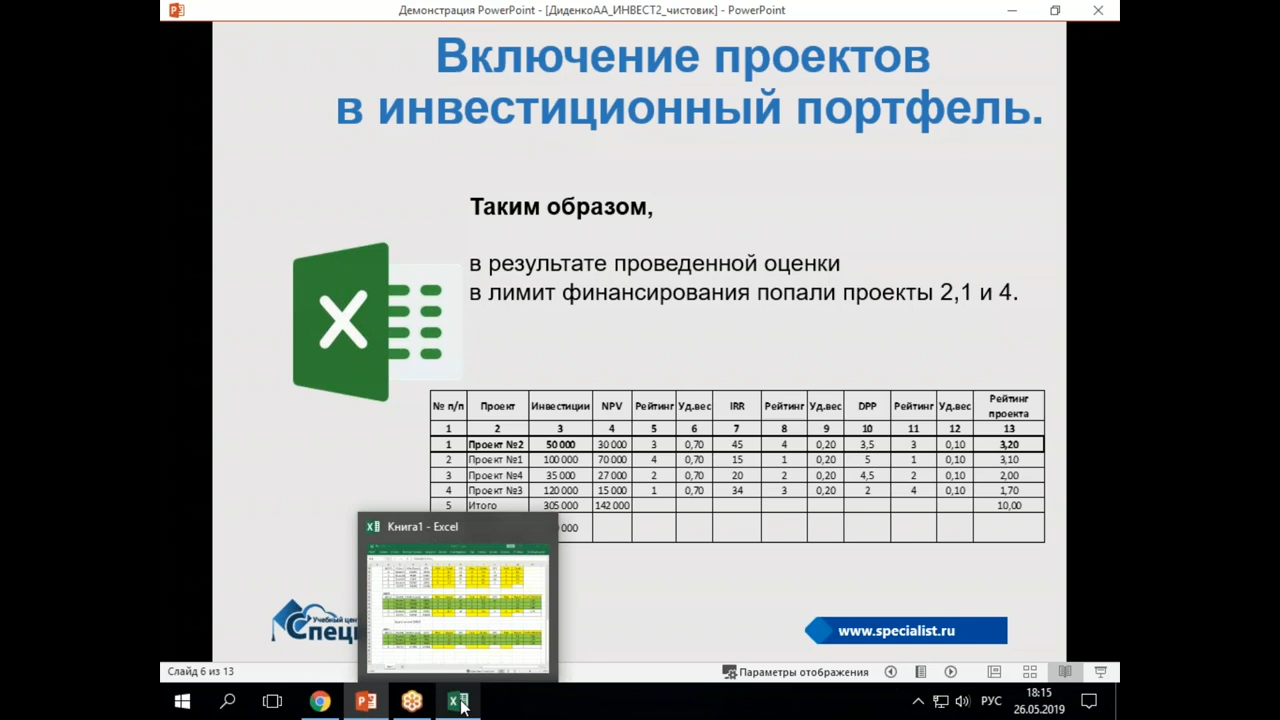 Демонстрация PowerPoint - [ДиденкоАА_ИНВЕСТ2_чистовик] - PowerPoint
Включение проектов
в инвестиционный портфель.
Таким образом,
в результате проведенной оценки
в лимит финансирования попали проекты 2,1 и 4.
№ п/п Проект Инвестиции NPV Рейтинг Уд.вес IRR Рейтинг Уд.вес DPP Рейтинг Уд.вес Рейтинг проекта
1 2 3 4 5 6 7 8 9 10 11 12 13
1 Проект №2 50 000 30 000 3 0,70 45 4 0,20 3,5 3 0,10 3,20
2 Проект №1 100 000 70 000 4 0,70 15 1 0,20 5 1 0,10 3,10
3 Проект №4 35 000 27 000 2 0,70 20 2 0,20 4,5 2 0,10 2,00
4 Проект №3 120 000 15 000 1 0,70 34 3 0,20 2 4 0,10 1,70
5 Итого 305 000 142 000 10,00
000
Книга1 - Excel
Учебный цен
Спец
www.specialist.ru
Слайд 6 из 13
Параметры отображения
РУС
18:15
26.05.2019